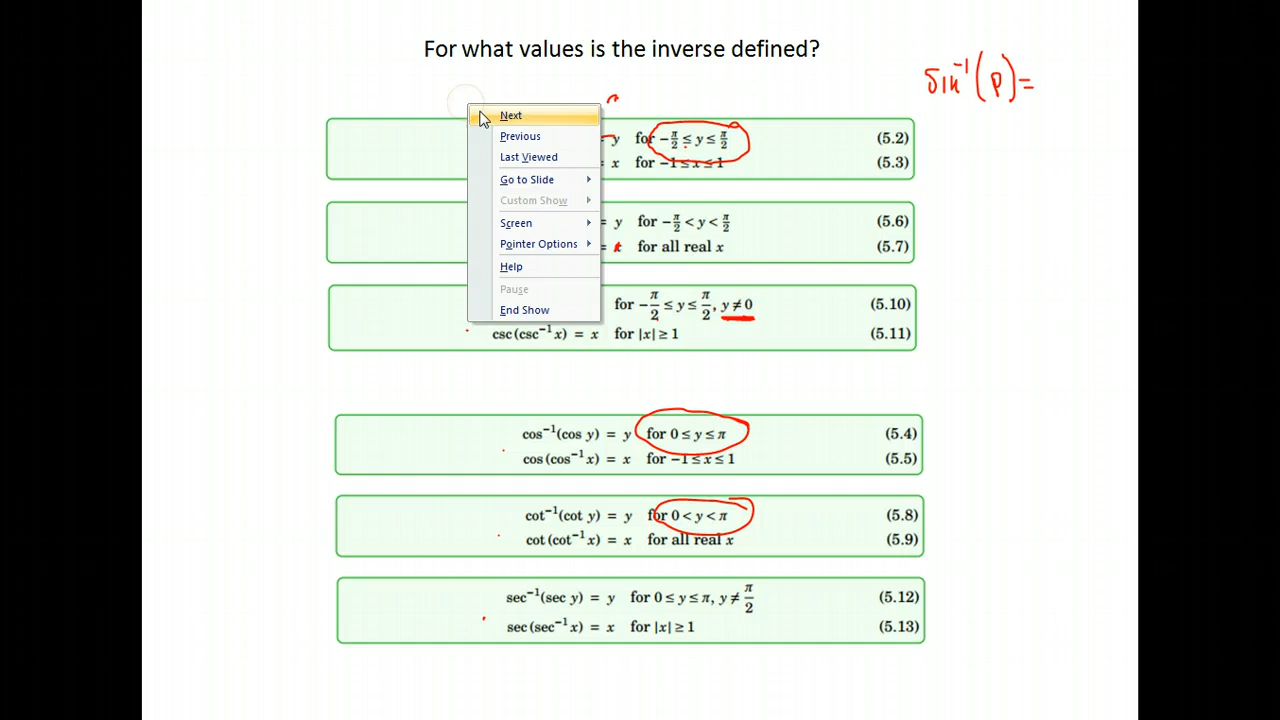 For what values is the inverse defined?
sin⁻¹(p)=
Next
Previous
Last Viewed
Go to Slide
Custom Show
Screen
Pointer Options
Help
Pause
End Show
y for −π/2 ≤ y ≤ π/2 (5.2)
= x for −1 ≤ x ≤ 1 (5.3)
= y for −π/2 < y < π/2 (5.6)
= x for all real x (5.7)
for −π/2 ≤ y ≤ π/2, y ≠ 0 (5.10)
csc(csc⁻¹x) = x for |x| ≥ 1 (5.11)
cos⁻¹(cos y) = y for 0 ≤ y ≤ π (5.4)
cos(cos⁻¹x) = x for −1 ≤ x ≤ 1 (5.5)
cot⁻¹(cot y) = y for 0 < y < π (5.8)
cot(cot⁻¹x) = x for all real x (5.9)
sec⁻¹(sec y) = y for 0 ≤ y ≤ π, y ≠ π/2 (5.12)
sec(sec⁻¹x) = x for |x| ≥ 1 (5.13)